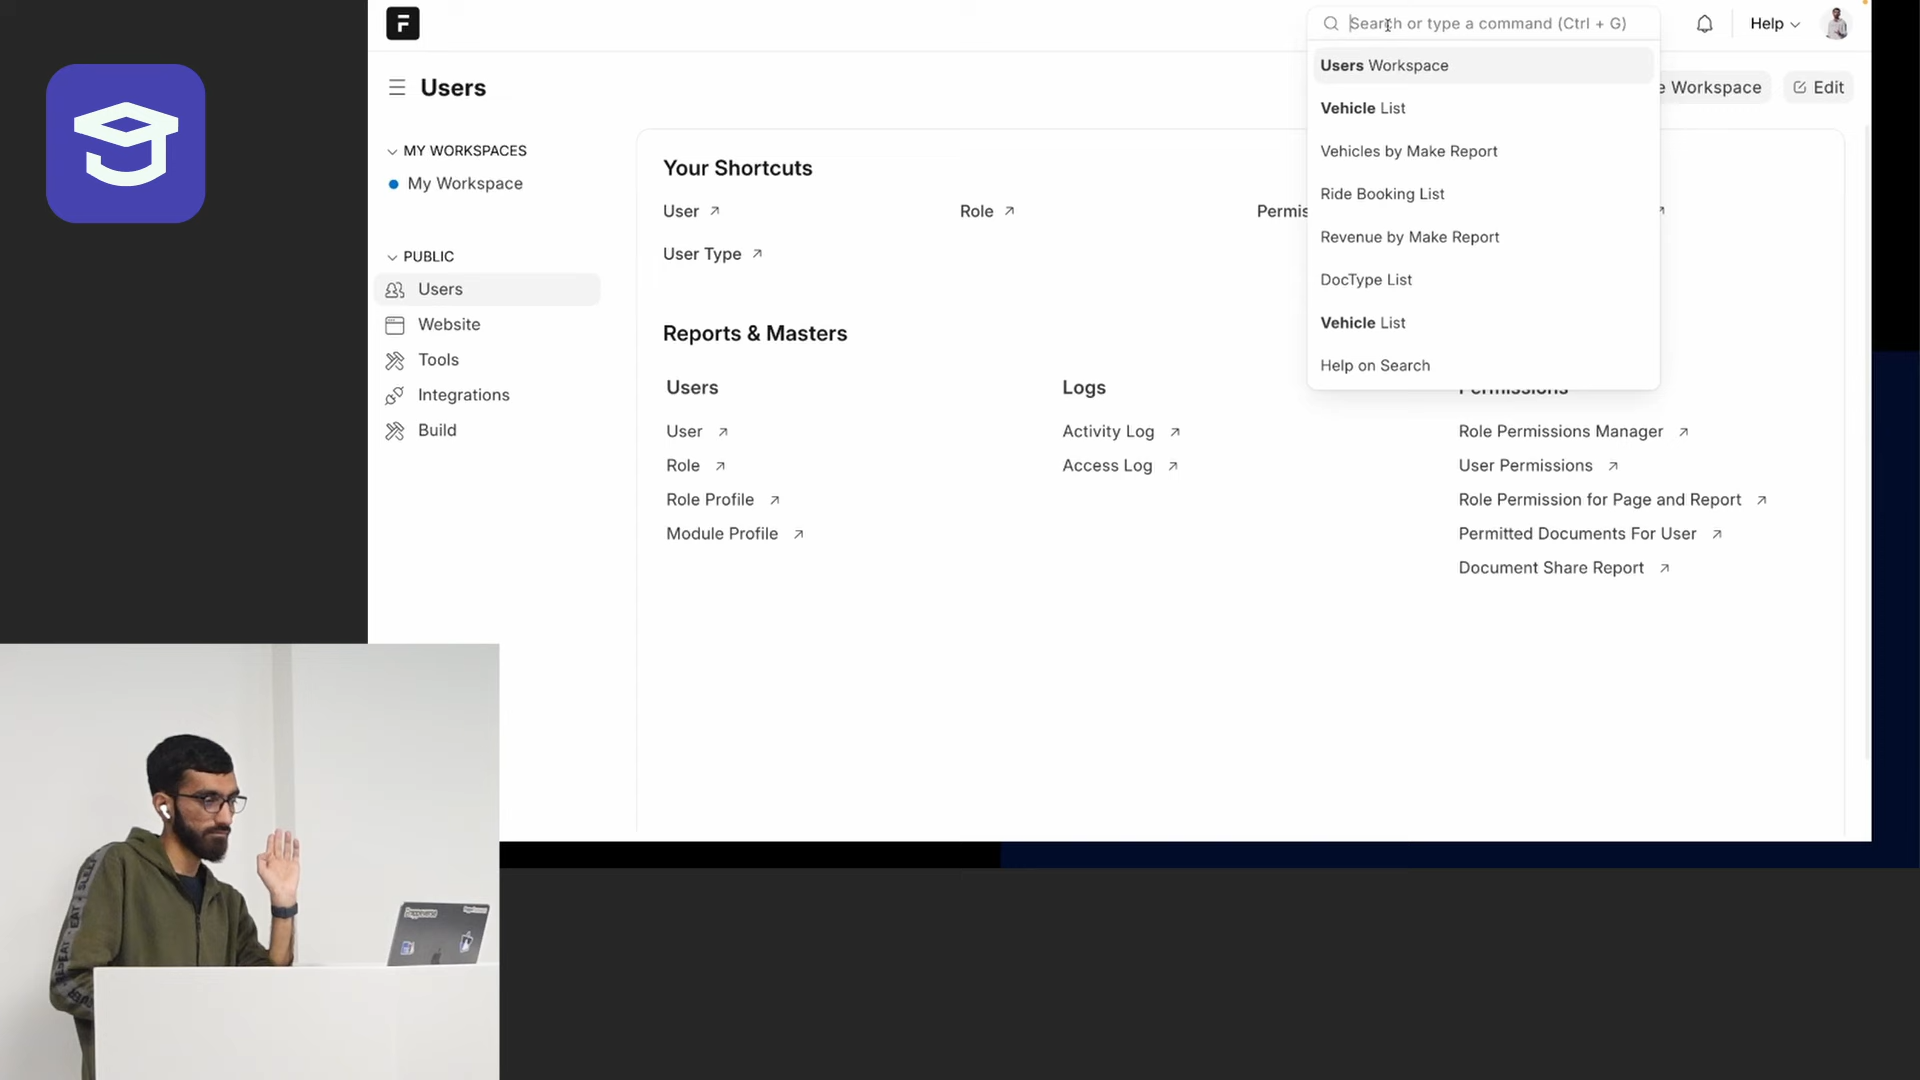 Search or type a command (Ctrl + G)
Help
Users
e Workspace
Edit
Users Workspace
Vehicle List
Vehicles by Make Report
Ride Booking List
Revenue by Make Report
DocType List
Vehicle List
Help on Search
MY WORKSPACES
My Workspace
PUBLIC
Users
Website
Tools
Integrations
Build
Your Shortcuts
User
Role
Permis
User Type
Reports & Masters
Users
User
Role
Role Profile
Module Profile
Logs
Activity Log
Access Log
Permissions
Role Permissions Manager
User Permissions
Role Permission for Page and Report
Permitted Documents For User
Document Share Report
EAT • SLEE
REPEAT